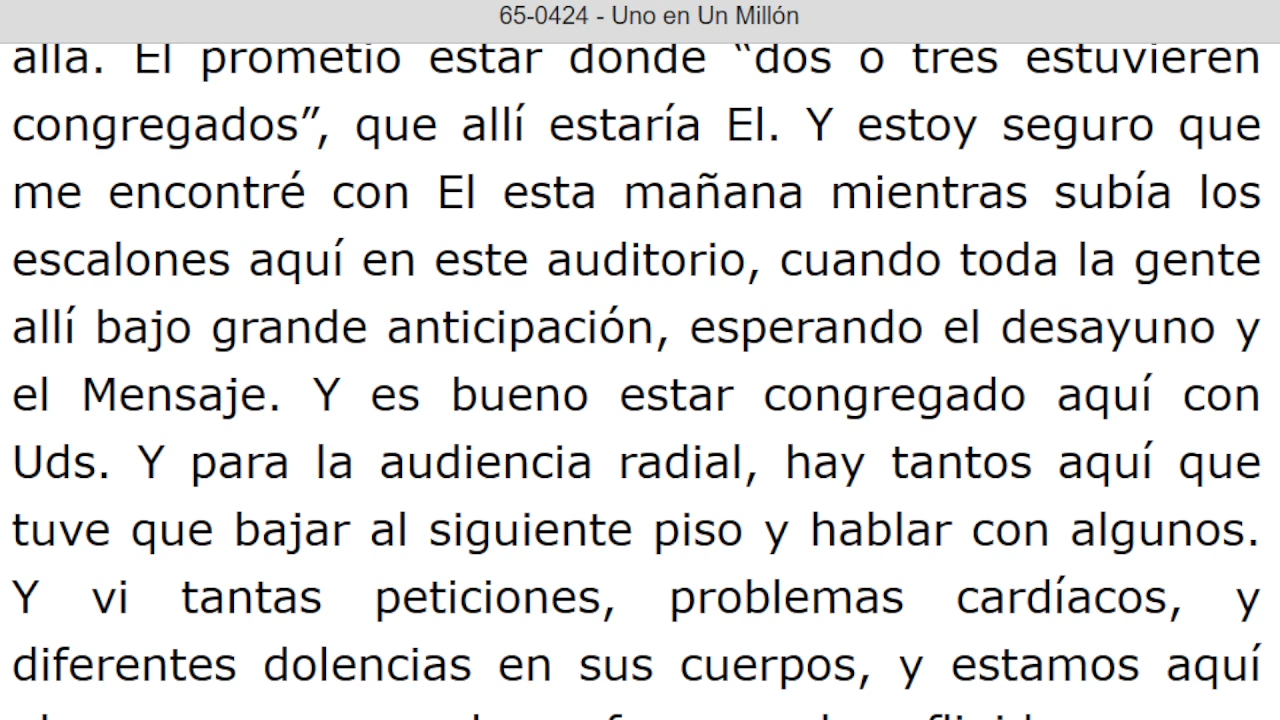 65-0424 - Uno en Un Millón
allá. El prometió estar donde “dos o tres estuvieren
congregados”, que allí estaría El. Y estoy seguro que
me encontré con El esta mañana mientras subía los
escalones aquí en este auditorio, cuando toda la gente
allí bajo grande anticipación, esperando el desayuno y
el Mensaje. Y es bueno estar congregado aquí con
Uds. Y para la audiencia radial, hay tantos aquí que
tuve que bajar al siguiente piso y hablar con algunos.
Y vi tantas peticiones, problemas cardíacos, y
diferentes dolencias en sus cuerpos, y estamos aquí